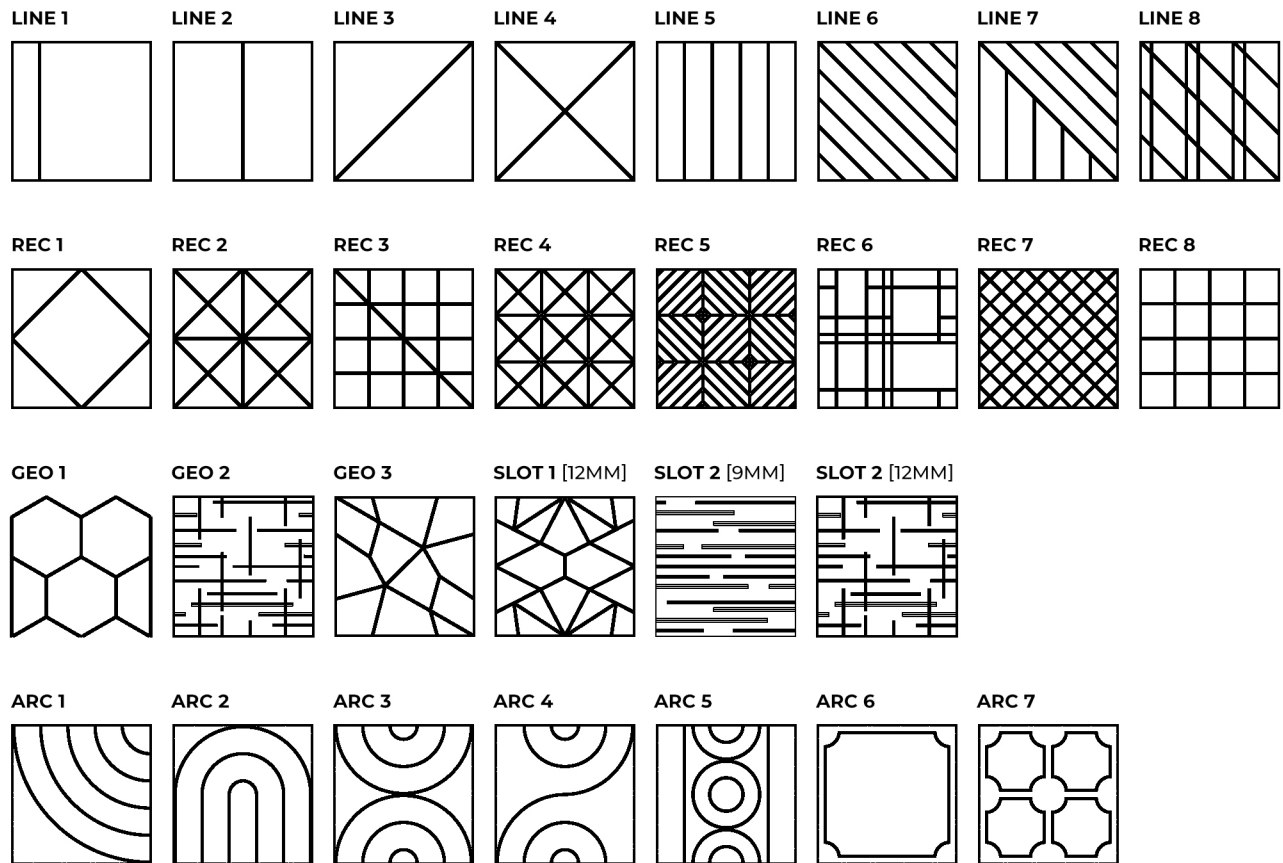 LINE 1 LINE 2 LINE 3 LINE 4 LINE 5 LINE 6 LINE 7 LINE 8
REC 1 REC 2 REC 3 REC 4 REC 5 REC 6 REC 7 REC 8
GEO 1 GEO 2 GEO 3 SLOT 1 [12MM] SLOT 2 [9MM] SLOT 2 [12MM]
ARC 1 ARC 2 ARC 3 ARC 4 ARC 5 ARC 6 ARC 7